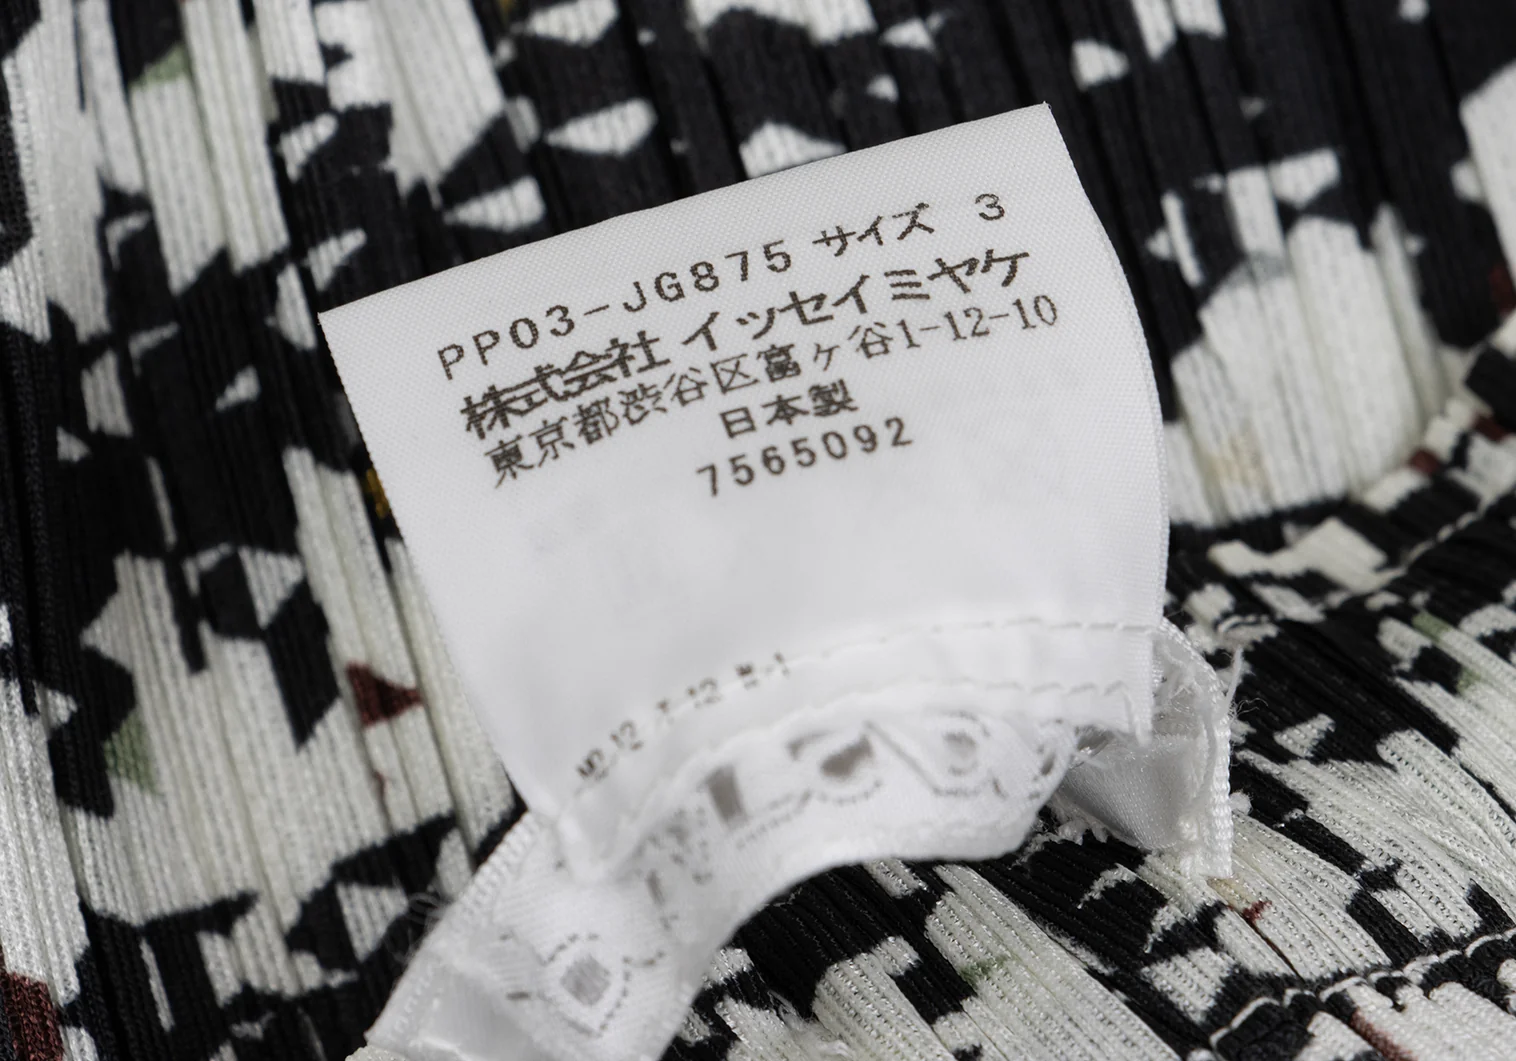 PP03-JG875 サイズ 3
株式会社 イッセイミヤケ
東京都渋谷区富ヶ谷1-12-10
日本製
7565092